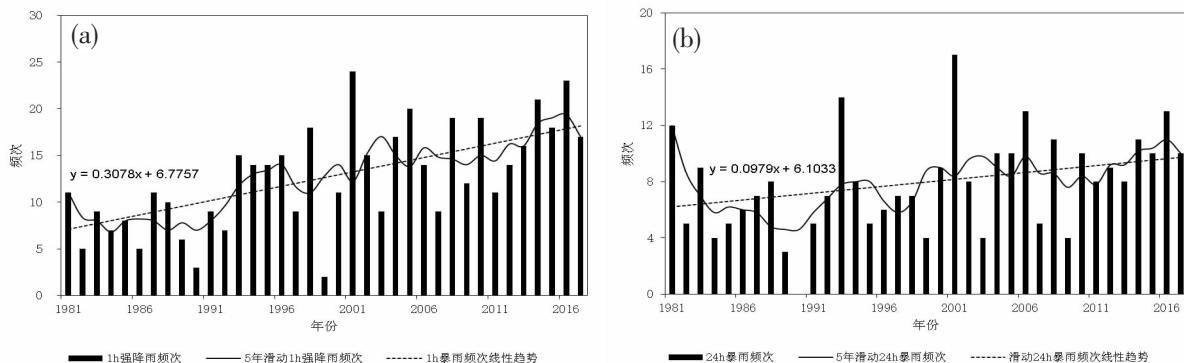 (a)
30
25
20
15
10
5
0
频次
y = 0.3078x + 6.7757
1981 1986 1991 1996 2001 2006 2011 2016
年份
1h强降雨频次 5年滑动1h强降雨频次 1h暴雨频次线性趋势
(b)
20
16
12
8
4
0
频次
y = 0.0979x + 6.1033
1981 1986 1991 1996 2001 2006 2011 2016
年份
24h暴雨频次 5年滑动24h暴雨频次 滑动24h暴雨频次线性趋势